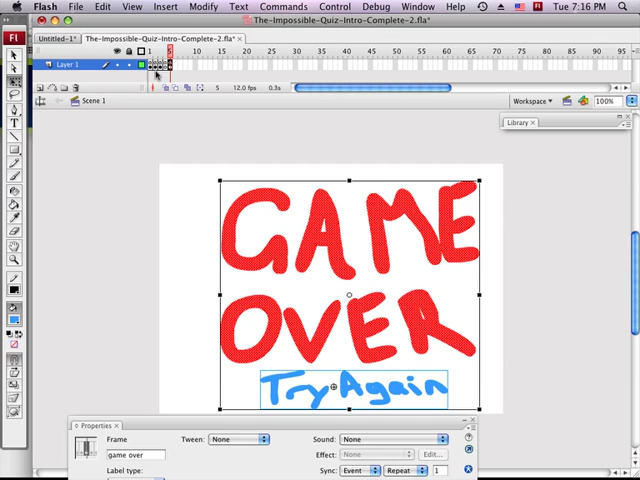 Flash File Edit View Insert Modify Text Commands Control Debug Window Tue 7:16 PM
The-Impossible-Quiz-Intro-Complete-2.fla*
Fl
Untitled-1* The-Impossible-Quiz-Intro-Complete-2.fla*
1 5 10 15 20 25 30 35 40 45 50 55 60 65 70 75 80 85 90 95
Layer 1
5 12.0 fps 0.3s
Scene 1 Workspace 100%
Library
GAME
OVER
Try Again
Properties
Frame Tween: None Sound: None
game over Effect: None Edit...
Label type: Sync: Event Repeat 1